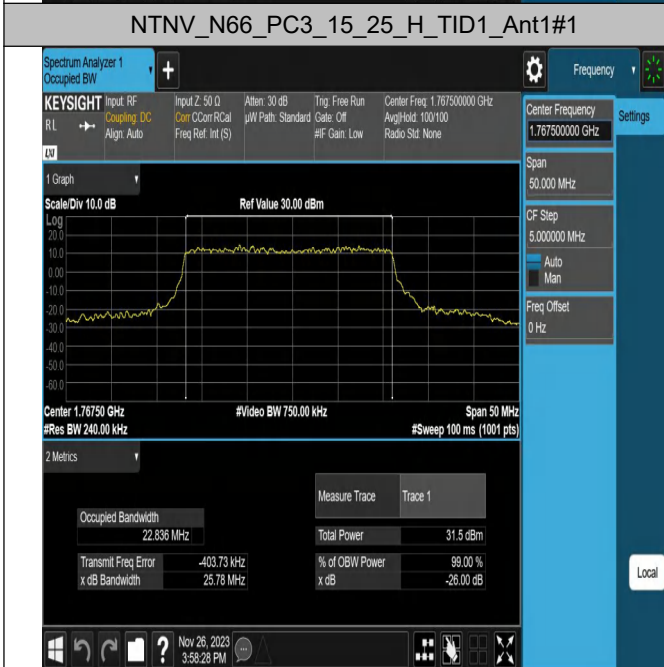 NTNV_N66_PC3_15_25_H_TID1_Ant1#1
Spectrum Analyzer 1
Occupied BW
+
Frequency
KEYSIGHT
RL
LXI
Input: RF
Coupling: DC
Align: Auto
Input Z: 50 Ω
Corr CCorr RCal
Freq Ref: Int (S)
Atten: 30 dB
µW Path: Standard
Trig: Free Run
Gate: Off
#IF Gain: Low
Center Freq: 1.767500000 GHz
Avg|Hold: 100/100
Radio Std: None
Center Frequency
1.767500000 GHz
Settings
Span
50.000 MHz
CF Step
5.000000 MHz
Auto
Man
Freq Offset
0 Hz
1 Graph
Scale/Div 10.0 dB
Ref Value 30.00 dBm
Log
20.0
10.0
0.00
-10.0
-20.0
-30.0
-40.0
-50.0
-60.0
Center 1.76750 GHz
#Video BW 750.00 kHz
Span 50 MHz
#Res BW 240.00 kHz
#Sweep 100 ms (1001 pts)
2 Metrics
Measure Trace
Trace 1
Occupied Bandwidth
22.836 MHz
Total Power
31.5 dBm
Transmit Freq Error
-403.73 kHz
% of OBW Power
99.00 %
x dB Bandwidth
25.78 MHz
x dB
-26.00 dB
Local
?
Nov 26, 2023
3:58:28 PM